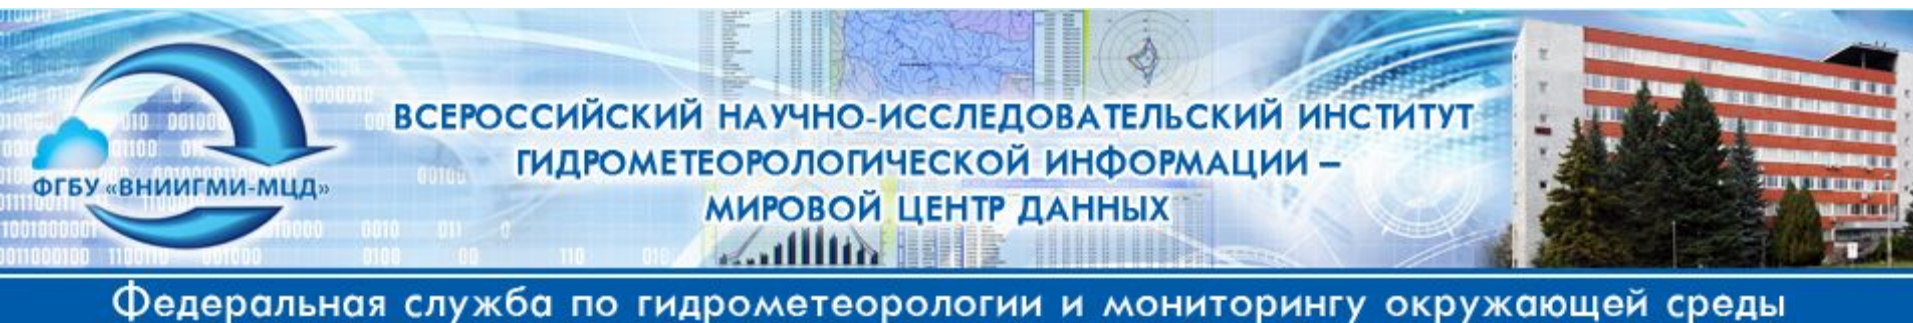 ВСЕРОССИЙСКИЙ НАУЧНО-ИССЛЕДОВАТЕЛЬСКИЙ ИНСТИТУТ
ГИДРОМЕТЕОРОЛОГИЧЕСКОЙ ИНФОРМАЦИИ –
МИРОВОЙ ЦЕНТР ДАННЫХ
ФГБУ «ВНИИГМИ-МЦД»
Федеральная служба по гидрометеорологии и мониторингу окружающей среды